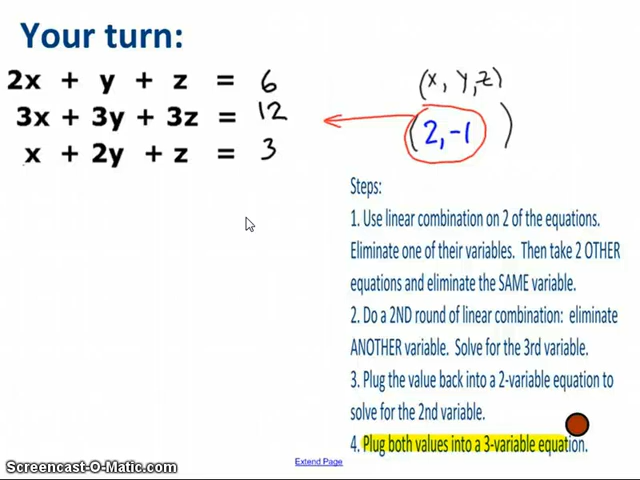 Your turn:
2x + y + z = 6
3x + 3y + 3z = 12
x + 2y + z = 3
(x, y, z)
(2, -1 )
Steps:
1. Use linear combination on 2 of the equations.
Eliminate one of their variables. Then take 2 OTHER
equations and eliminate the SAME variable.
2. Do a 2ND round of linear combination: eliminate
ANOTHER variable. Solve for the 3rd variable.
3. Plug the value back into a 2-variable equation to
solve for the 2nd variable.
4. Plug both values into a 3-variable equation.
Extend Page
Screencast-O-Matic.com